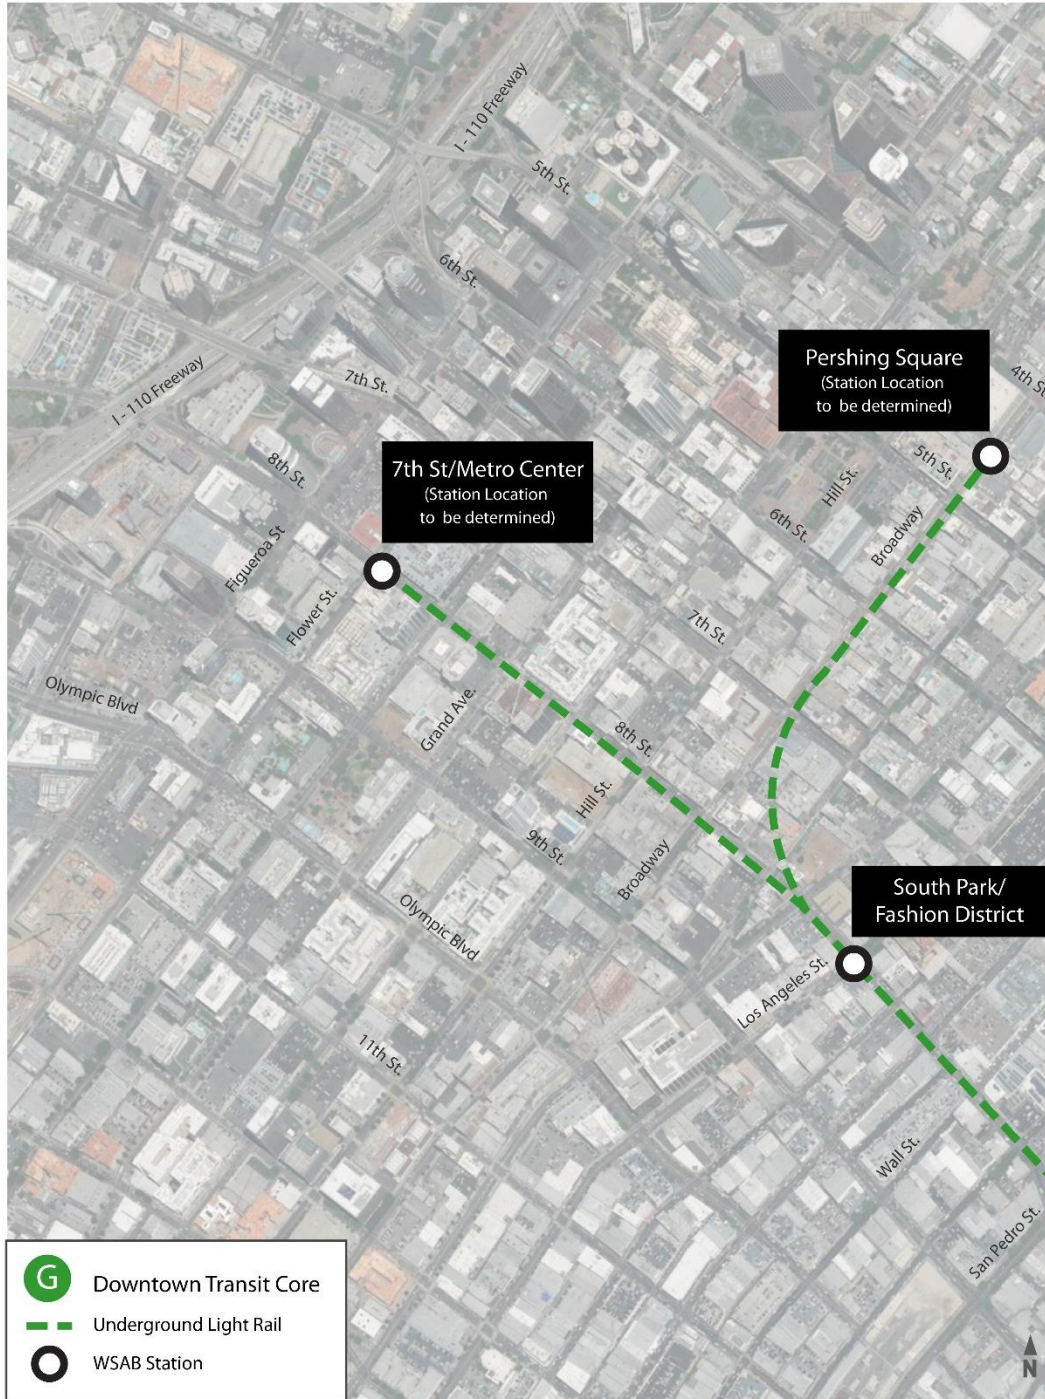 I - 110 Freeway
5th St.
6th St.
Pershing Square
(Station Location
to be determined)
4th St.
I - 110 Freeway
7th St.
7th St/Metro Center
(Station Location
to be determined)
8th St.
5th St.
Hill St.
6th St.
Broadway
Figueroa St
Flower St.
7th St.
Olympic Blvd
Grand Ave.
8th St.
Hill St.
9th St.
Broadway
South Park/
Fashion District
Olympic Blvd
Los Angeles St.
11th St.
Wall St.
San Pedro St.
G Downtown Transit Core
Underground Light Rail
WSAB Station
N